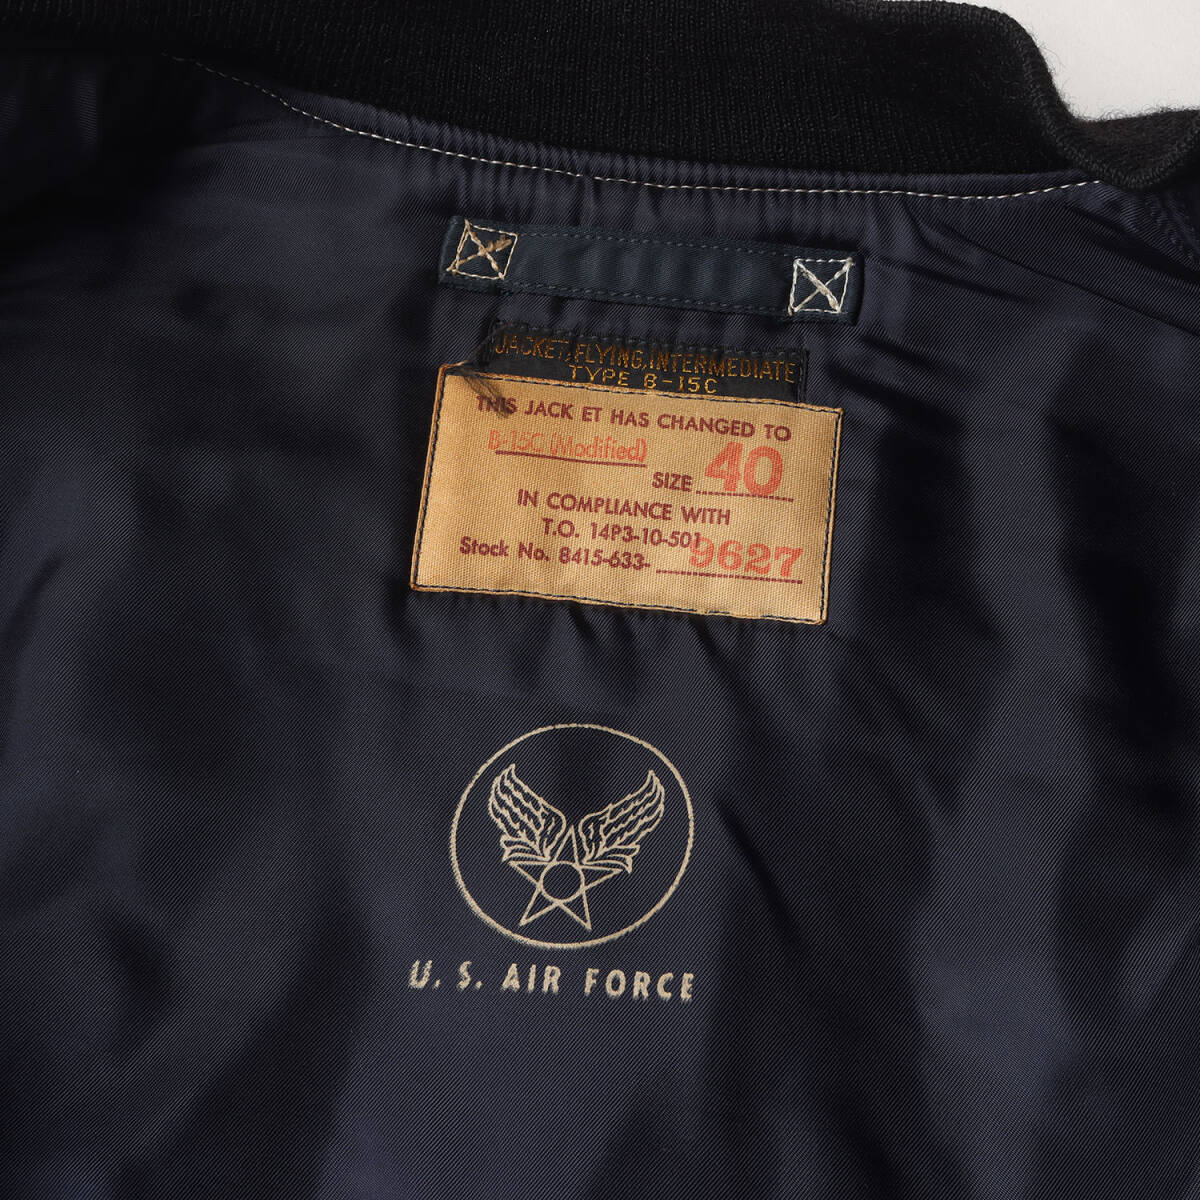 JACKET, FLYING, INTERMEDIATE
TYPE B-15C
THIS JACK ET HAS CHANGED TO
B-15C (Modified)
SIZE 40
IN COMPLIANCE WITH
T.O. 14P3-10-501
Stock No. 8415-633- 9627
U. S. AIR FORCE